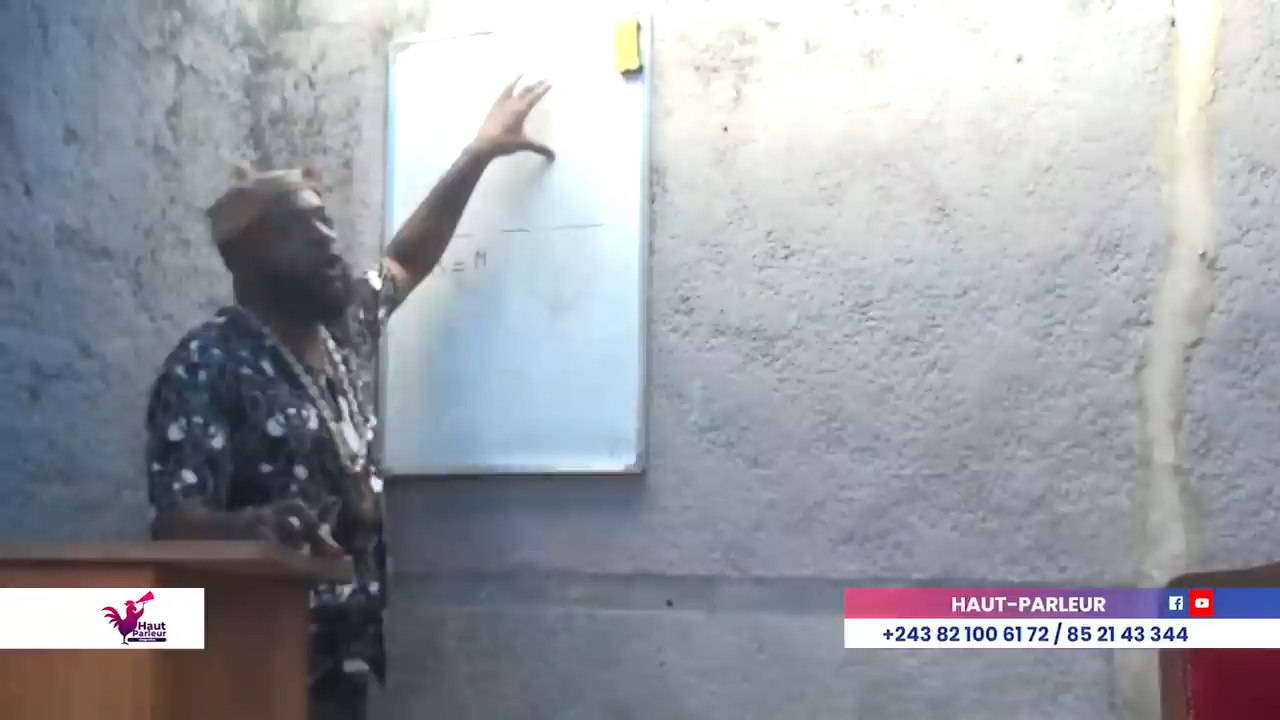 = M
Haut
Parleur
HAUT-PARLEUR
+243 82 100 61 72 / 85 21 43 344